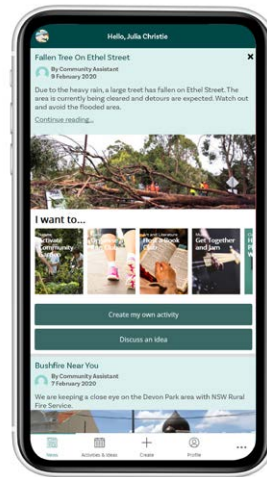 Hello, Julia Christie
Fallen Tree On Ethel Street
By Community Assistant
9 February 2020
Due to the heavy rain, a large treet has fallen on Ethel Street. The
area is currently being cleared and detours are expected. Watch out
and avoid the flooded area.
Continue reading...
I want to...
Activate
Community
Book
Get Together
and Jam
Create my own activity
Discuss an idea
Bushfire Near You
By Community Assistant
7 February 2020
We are keeping a close eye on the Devon Park area with NSW Rural
Fire Service.
News
Activities & Ideas
Create
Profile